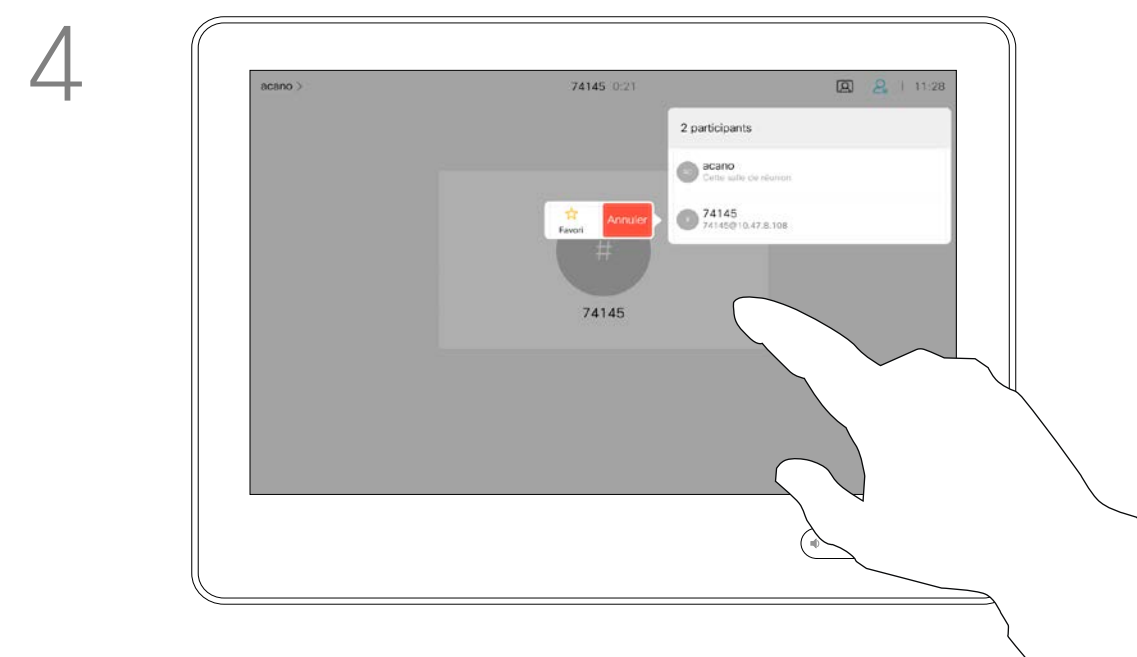 4
acano >
74145 0:21
11:28
2 participants
acano
Cette salle de réunion
74145
74145@10.47.8.108
Favori
Annuler
#
74145